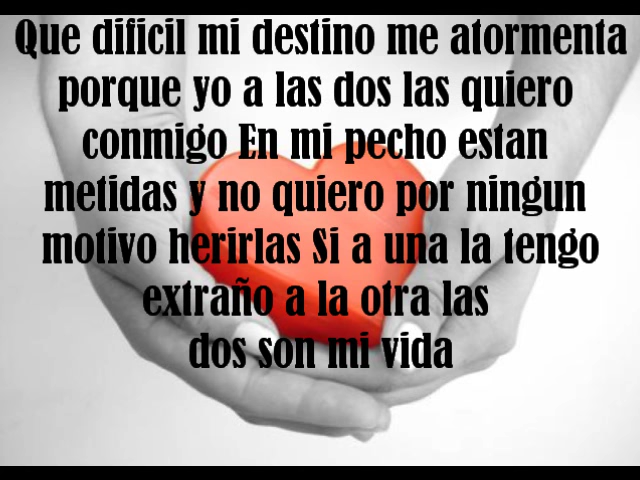 Que dificil mi destino me atormenta
porque yo a las dos las quiero
conmigo En mi pecho estan
metidas y no quiero por ningun
motivo herirlas Si a una la tengo
extraño a la otra las
dos son mi vida